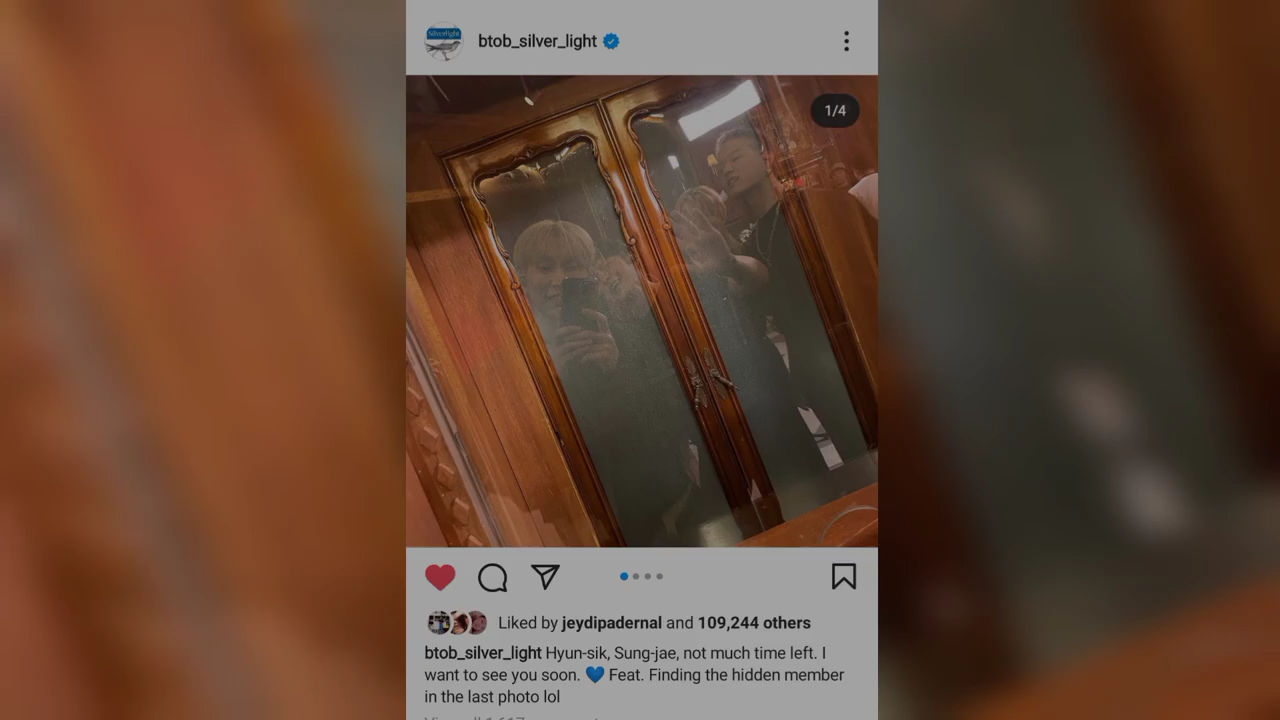 Silverlight
btob_silver_light
1/4
Liked by jeydipadernal and 109,244 others
btob_silver_light Hyun-sik, Sung-jae, not much time left. I
want to see you soon. 💙 Feat. Finding the hidden member
in the last photo lol